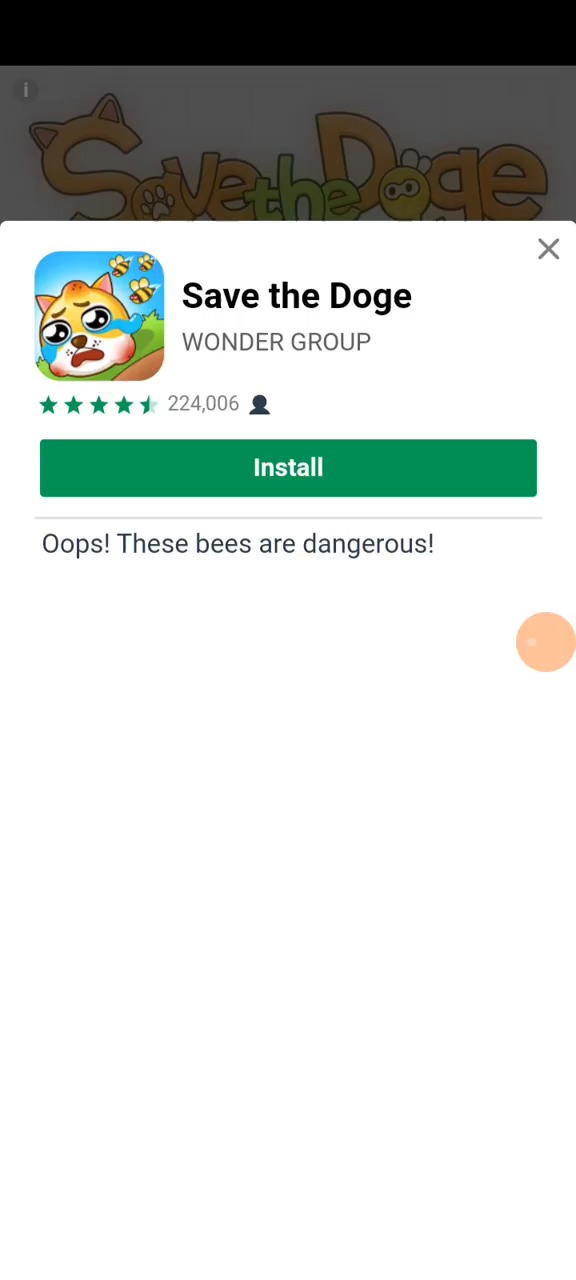 i
Save the Doge
Save the Doge
WONDER GROUP
224,006
Install
Oops! These bees are dangerous!